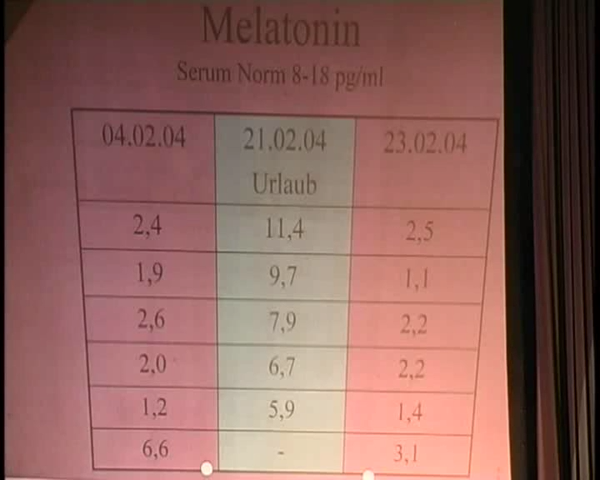 Melatonin
Serum Norm 8-18 pg/ml
04.02.04 21.02.04 23.02.04
Urlaub
2,4 11,4 2,5
1,9 9,7 1,1
2,6 7,9 2,2
2,0 6,7 2,2
1,2 5,9 1,4
6,6 - 3,1